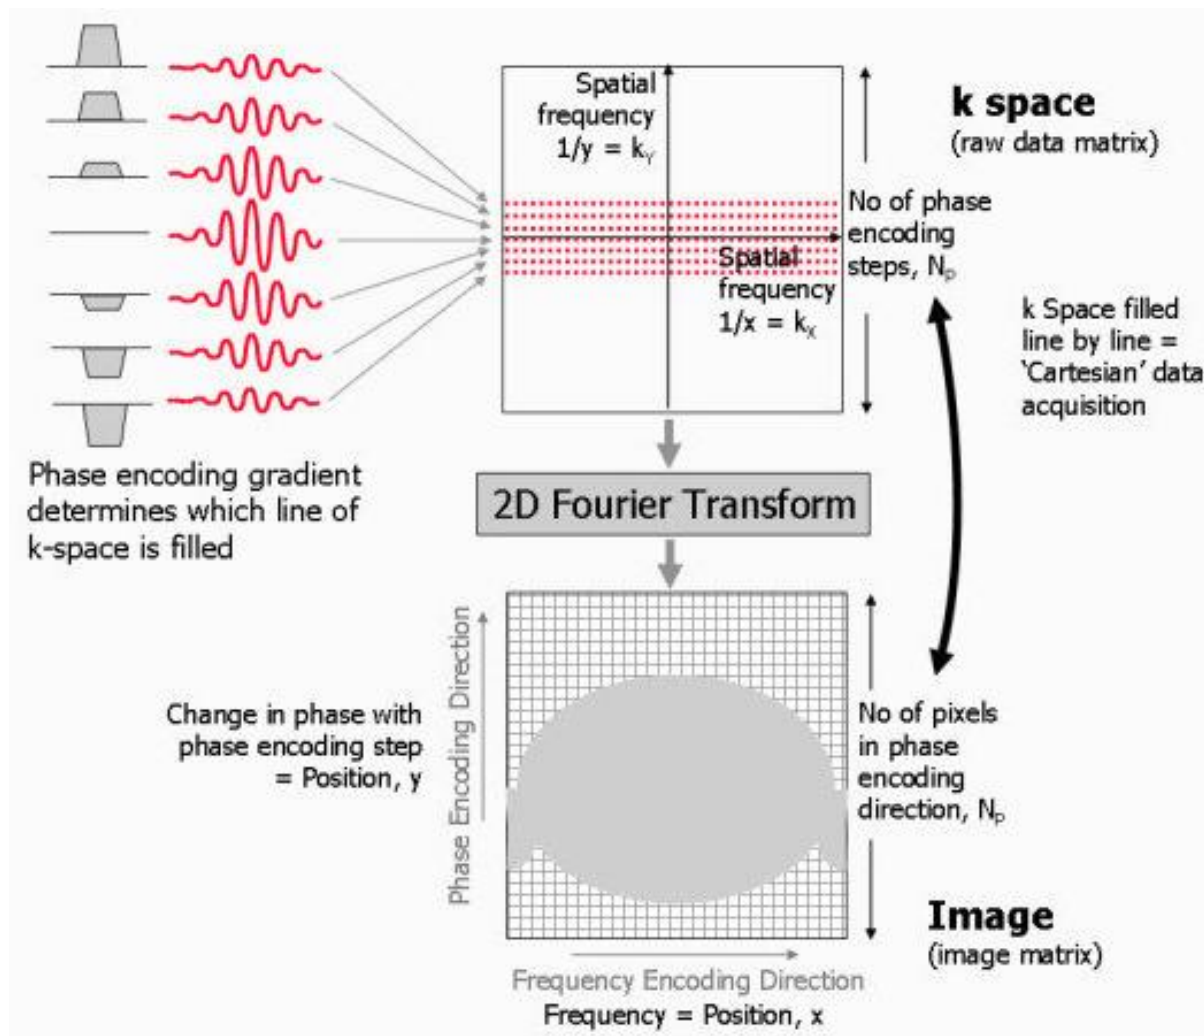 Spatial
frequency
1/y = kY
k space
(raw data matrix)
No of phase
encoding
steps, Np
Spatial
frequency
1/x = kX
k Space filled
line by line =
‘Cartesian’ data
acquisition
Phase encoding gradient
determines which line of
k-space is filled
2D Fourier Transform
Phase Encoding Direction
Change in phase with
phase encoding step
= Position, y
No of pixels
in phase
encoding
direction, Np
Image
(image matrix)
Frequency Encoding Direction
Frequency = Position, x